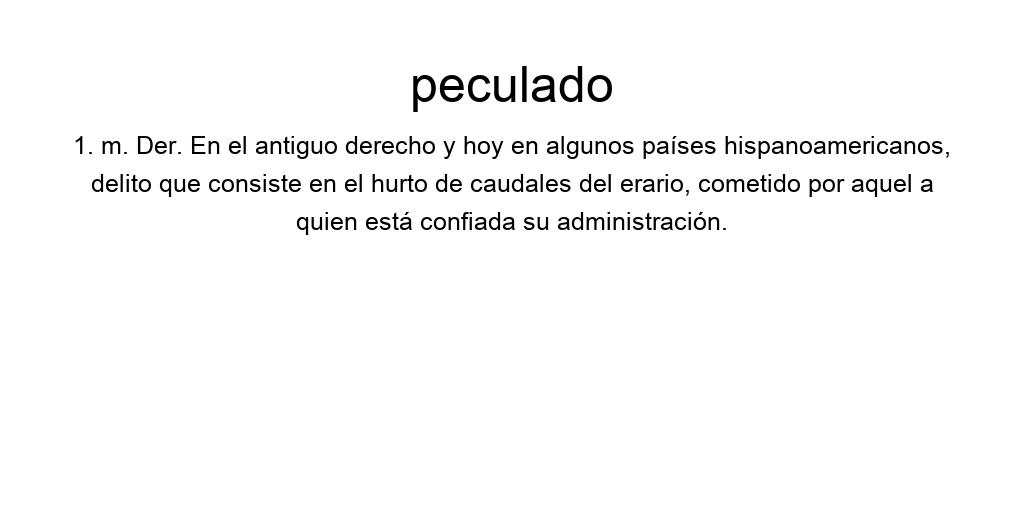 peculado
1. m. Der. En el antiguo derecho y hoy en algunos países hispanoamericanos,
delito que consiste en el hurto de caudales del erario, cometido por aquel a
quien está confiada su administración.